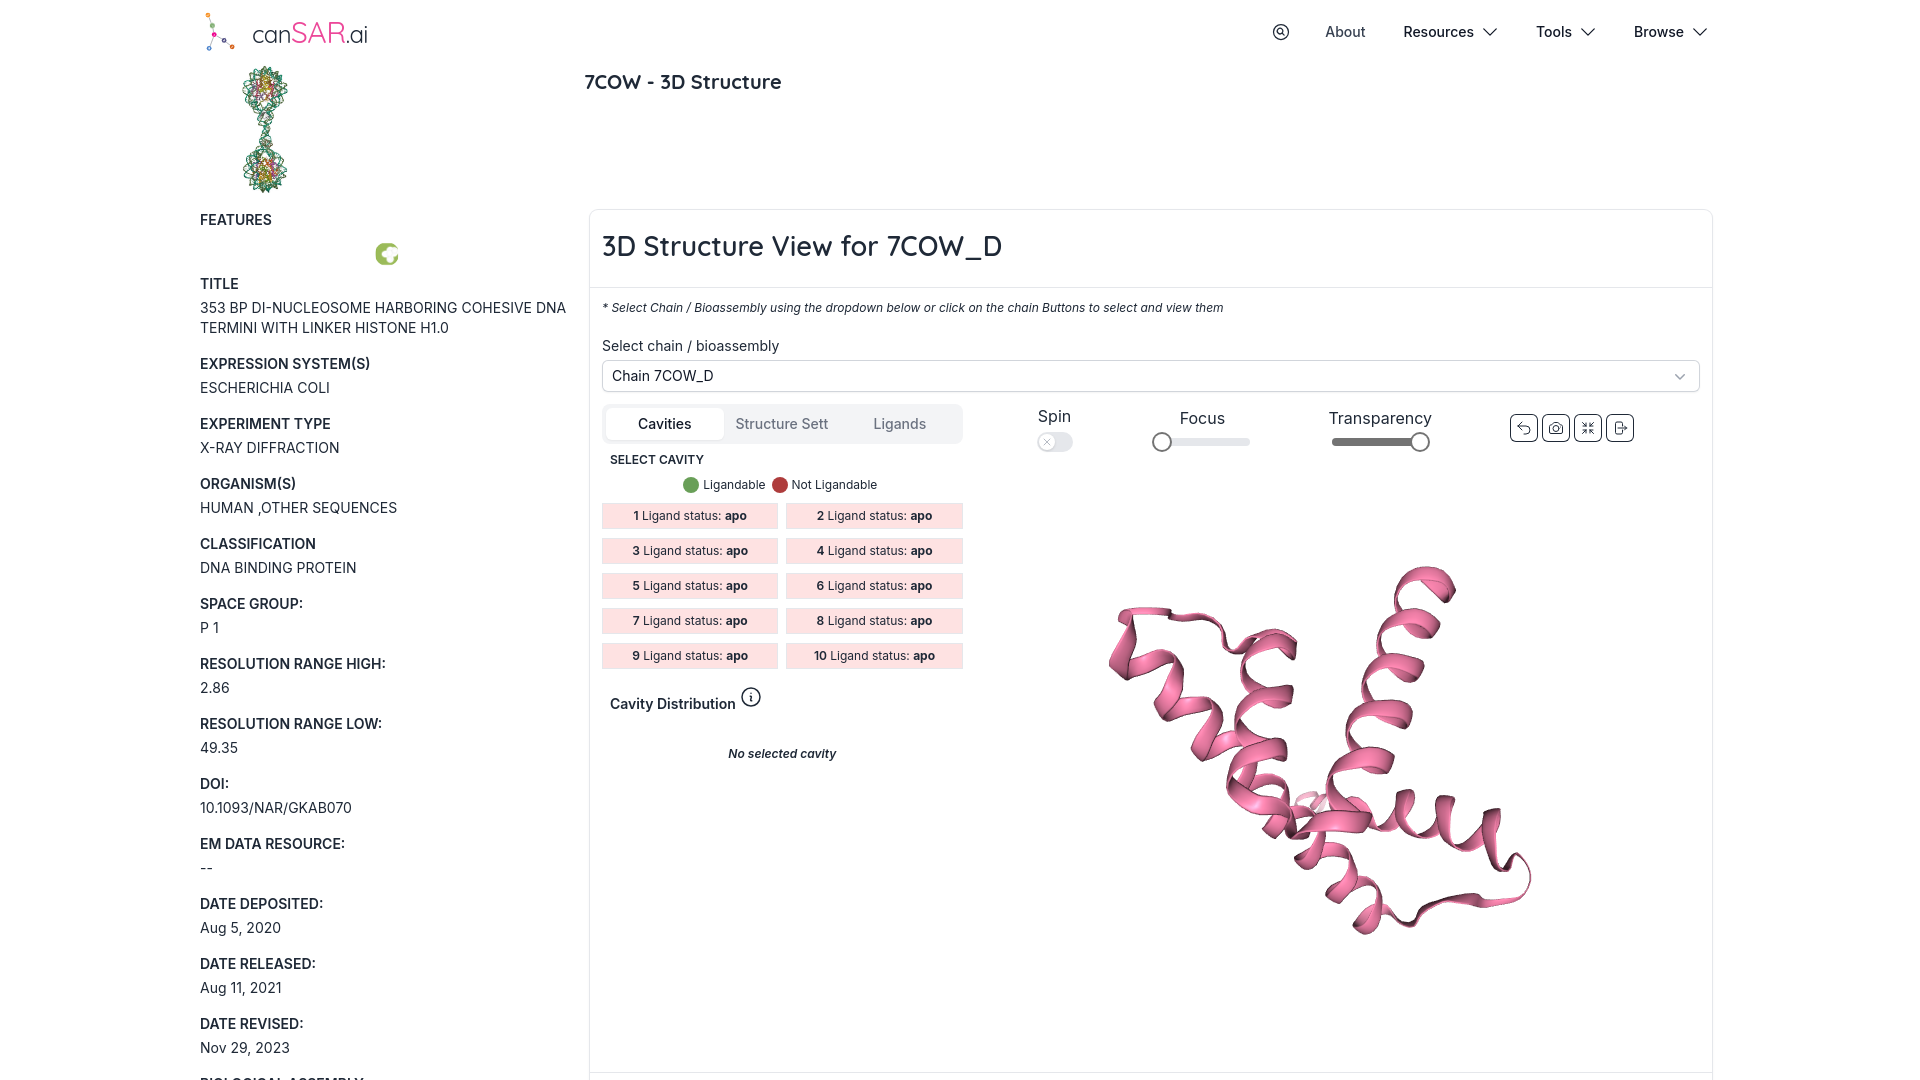 canSAR.ai
About
Resources
Tools
Browse
7COW - 3D Structure
FEATURES
TITLE
353 BP DI-NUCLEOSOME HARBORING COHESIVE DNA
TERMINI WITH LINKER HISTONE H1.0
EXPRESSION SYSTEM(S)
ESCHERICHIA COLI
EXPERIMENT TYPE
X-RAY DIFFRACTION
ORGANISM(S)
HUMAN ,OTHER SEQUENCES
CLASSIFICATION
DNA BINDING PROTEIN
SPACE GROUP:
P 1
RESOLUTION RANGE HIGH:
2.86
RESOLUTION RANGE LOW:
49.35
DOI:
10.1093/NAR/GKAB070
EM DATA RESOURCE:
--
DATE DEPOSITED:
Aug 5, 2020
DATE RELEASED:
Aug 11, 2021
DATE REVISED:
Nov 29, 2023
3D Structure View for 7COW_D
* Select Chain / Bioassembly using the dropdown below or click on the chain Buttons to select and view them
Select chain / bioassembly
Chain 7COW_D
Cavities
Structure Sett
Ligands
SELECT CAVITY
Ligandable
Not Ligandable
1 Ligand status: apo
2 Ligand status: apo
3 Ligand status: apo
4 Ligand status: apo
5 Ligand status: apo
6 Ligand status: apo
7 Ligand status: apo
8 Ligand status: apo
9 Ligand status: apo
10 Ligand status: apo
Cavity Distribution
No selected cavity
Spin
Focus
Transparency